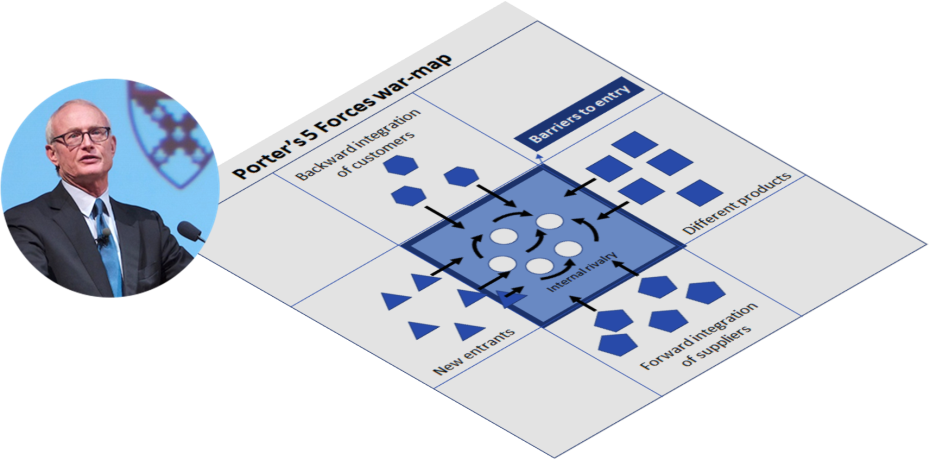 Porter's 5 Forces war-map
Backward integration
of customers
Barriers to entry
Different products
Internal rivalry
New entrants
Forward integration
of suppliers